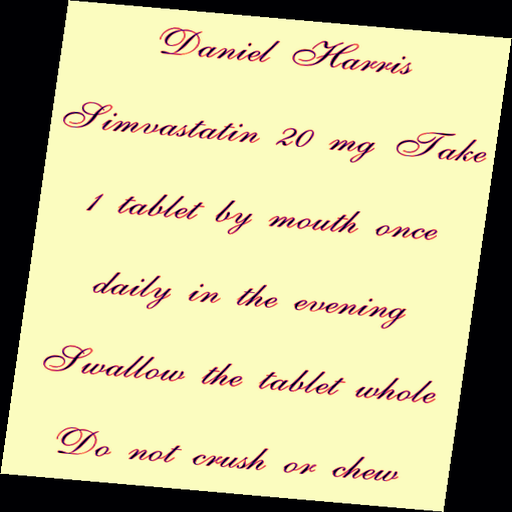 Daniel Harris
Simvastatin 20 mg Take
1 tablet by mouth once
daily in the evening
Swallow the tablet whole
Do not crush or chew